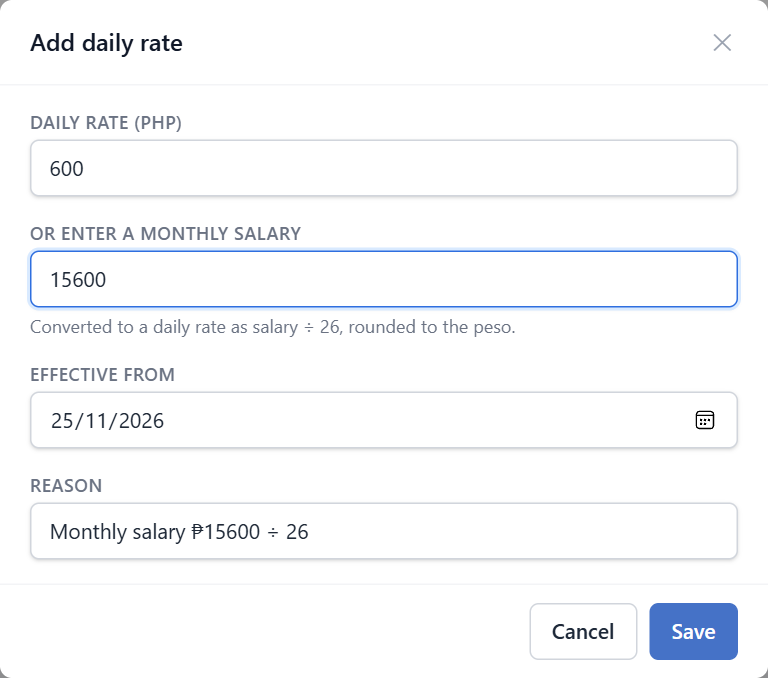 Add daily rate
DAILY RATE (PHP)
600
OR ENTER A MONTHLY SALARY
15600
Converted to a daily rate as salary ÷ 26, rounded to the peso.
EFFECTIVE FROM
25/11/2026
REASON
Monthly salary ₱15600 ÷ 26
Cancel
Save